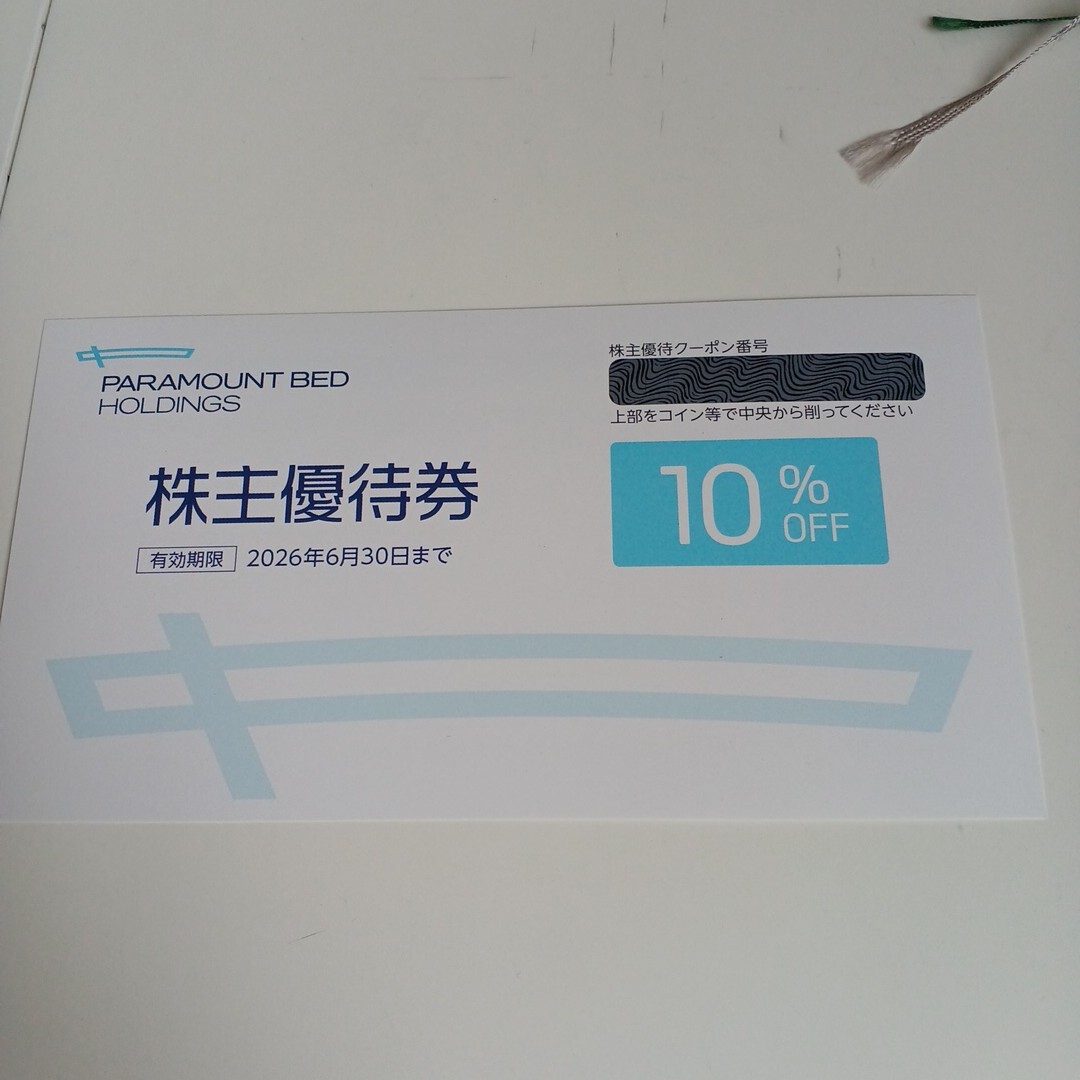 PARAMOUNT BED
HOLDINGS
株主優待クーポン番号
上部をコイン等で中央から削ってください
株主優待券
10%
OFF
有効期限 2026年6月30日まで